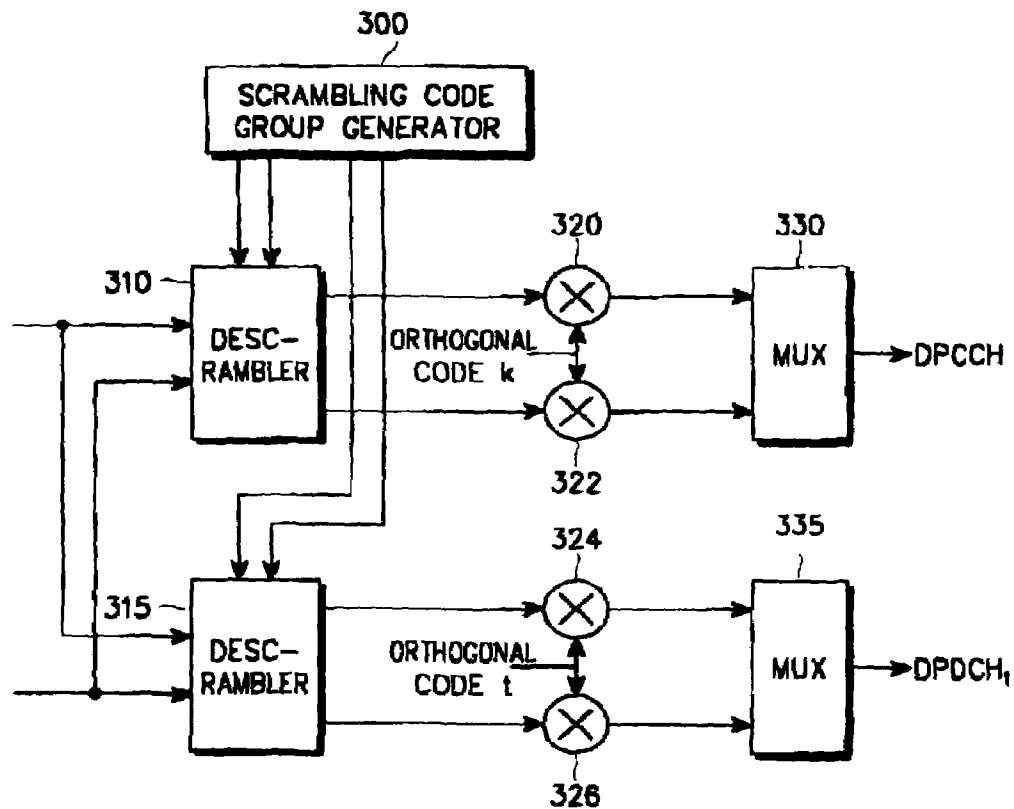 300
SCRAMBLING CODE
GROUP GENERATOR
310
DESC-
RAMBLER
320
ORTHOGONAL
CODE k
322
330
MUX
DPCCH
315
DESC-
RAMBLER
324
ORTHOGONAL
CODE t
326
335
MUX
DPDCHt